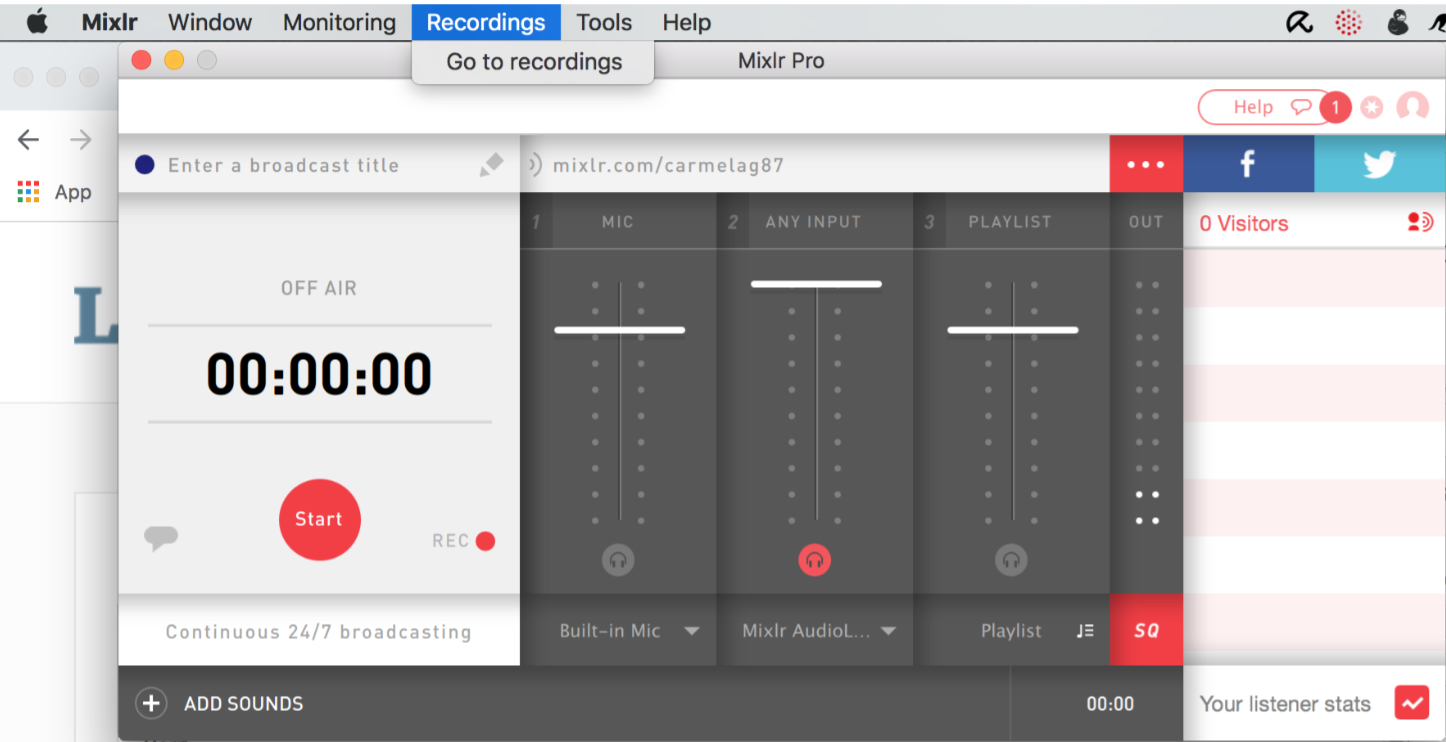 Mixlr Window Monitoring Recordings Tools Help
Go to recordings
Mixlr Pro
Help 1
Enter a broadcast title
mixlr.com/carmelag87
f
App
1 MIC 2 ANY INPUT 3 PLAYLIST OUT
0 Visitors
L
OFF AIR
00:00:00
Start
REC
Continuous 24/7 broadcasting
Built-in Mic Mixlr AudioL... Playlist SQ
ADD SOUNDS
00:00
Your listener stats